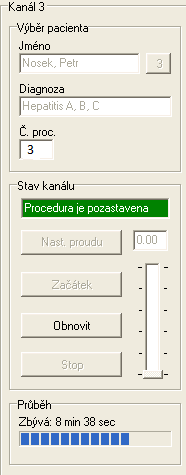 Kanál 3
Výběr pacienta
Jméno
Nosek, Petr 3
Diagnoza
Hepatitis A, B, C
Č. proc.
3
Stav kanálu
Procedura je pozastavena
Nast. proudu 0.00
Začátek
Obnovit
Stop
Průběh
Zbývá: 8 min 38 sec